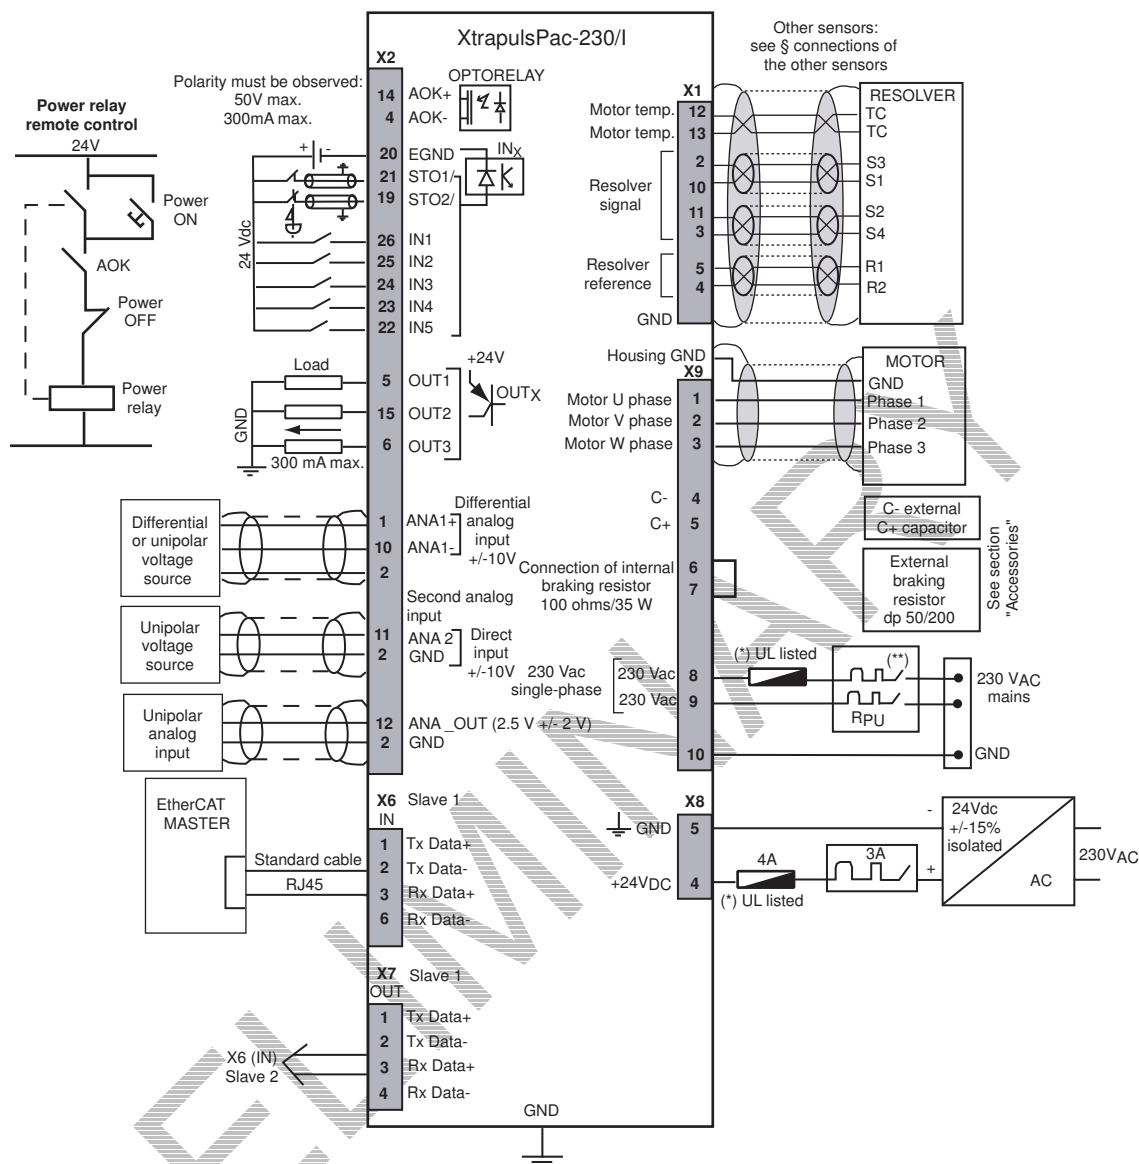 XtrapulsPac-230/I
Other sensors:
see § connections of
the other sensors
Power relay
remote control
24V
Power
ON
AOK
Power
OFF
Power
relay
Polarity must be observed:
50V max.
300mA max.
X2
OPTORELAY
14 AOK+
4 AOK-
+ -
20 EGND
INX
21 STO1/
19 STO2/
24 Vdc
26 IN1
25 IN2
24 IN3
23 IN4
22 IN5
Load
+24V
5 OUT1
OUTX
15 OUT2
6 OUT3
GND
300 mA max.
Differential
or unipolar
voltage
source
1 ANA1+
10 ANA1-
2
Differential
analog
input
+/-10V
Unipolar
voltage
source
Second analog
input
11 ANA 2
2 GND
Direct
input
+/-10V
Unipolar
analog
input
12 ANA_OUT (2.5 V +/- 2 V)
2 GND
EtherCAT
MASTER
Standard cable
RJ45
X6 Slave 1
IN
1 Tx Data+
2 Tx Data-
3 Rx Data+
6 Rx Data-
X7 Slave 1
OUT
1 Tx Data+
2 Tx Data-
3 Rx Data+
4 Rx Data-
X6 (IN)
Slave 2
GND
X1
Motor temp. 12
Motor temp. 13
Resolver
signal
2
10
11
3
Resolver
reference
5
4
GND
RESOLVER
TC
TC
S3
S1
S2
S4
R1
R2
Housing GND
X9
Motor U phase 1
Motor V phase 2
Motor W phase 3
MOTOR
GND
Phase 1
Phase 2
Phase 3
C- 4
C+ 5
C- external
C+ capacitor
Connection of internal
braking resistor
100 ohms/35 W
6
7
External
braking
resistor
dp 50/200
See section
"Accessories"
230 Vac
single-phase
230 Vac 8
230 Vac 9
10
(*) UL listed
(**)
RPU
230 VAC
mains
GND
X8
GND 5
+24VDC 4
4A
(*) UL listed
3A
-
+
24Vdc
+/-15%
isolated
AC
230VAC
ELIMINARY